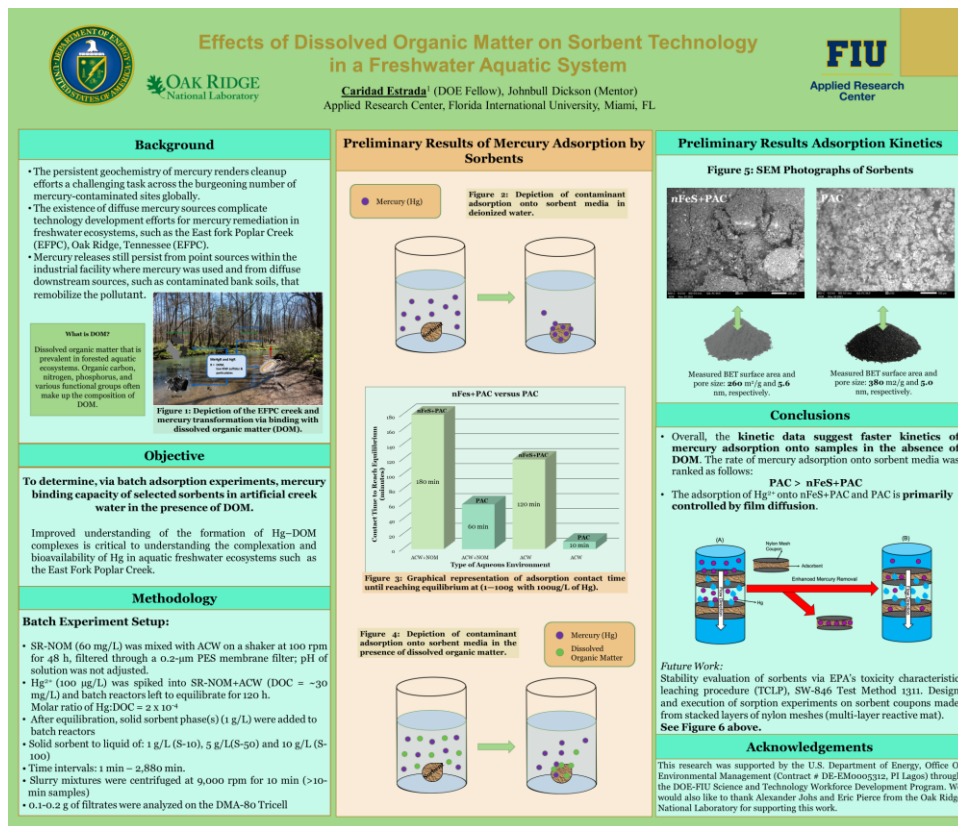 Effects of Dissolved Organic Matter on Sorbent Technology
in a Freshwater Aquatic System
Caridad Estrada¹ (DOE Fellow), Johnbull Dickson (Mentor)
Applied Research Center, Florida International University, Miami, FL
DEPARTMENT OF ENERGY
UNITED STATES OF AMERICA
OAK RIDGE
National Laboratory
FIU
Applied Research
Center
Background
• The persistent geochemistry of mercury renders cleanup
efforts a challenging task across the burgeoning number of
mercury-contaminated sites globally.
• The existence of diffuse mercury sources complicate
technology development efforts for mercury remediation in
freshwater ecosystems, such as the East fork Poplar Creek
(EFPC), Oak Ridge, Tennessee (EFPC).
• Mercury releases still persist from point sources within the
industrial facility where mercury was used and from diffuse
downstream sources, such as contaminated bank soils, that
remobilize the pollutant.
What is DOM?
Dissolved organic matter that is
prevalent in forested aquatic
ecosystems. Organic carbon,
nitrogen, phosphorus, and
various functional groups often
make up the composition of
DOM.
Figure 1: Depiction of the EFPC creek and
mercury transformation via binding with
dissolved organic matter (DOM).
Objective
To determine, via batch adsorption experiments, mercury
binding capacity of selected sorbents in artificial creek
water in the presence of DOM.
Improved understanding of the formation of Hg–DOM
complexes is critical to understanding the complexation and
bioavailability of Hg in aquatic freshwater ecosystems such as
the East Fork Poplar Creek.
Methodology
Batch Experiment Setup:
• SR-NOM (60 mg/L) was mixed with ACW on a shaker at 100 rpm
for 48 h, filtered through a 0.2-µm PES membrane filter; pH of
solution was not adjusted.
• Hg²⁺ (100 µg/L) was spiked into SR-NOM+ACW (DOC = ~30
mg/L) and batch reactors left to equilibrate for 120 h.
Molar ratio of Hg:DOC = 2 x 10⁻⁴
• After equilibration, solid sorbent phase(s) (1 g/L) were added to
batch reactors
• Solid sorbent to liquid of: 1 g/L (S-10), 5 g/L(S-50) and 10 g/L (S-
100)
• Time intervals: 1 min – 2,880 min.
• Slurry mixtures were centrifuged at 9,000 rpm for 10 min (>10-
min samples)
• 0.1-0.2 g of filtrates were analyzed on the DMA-80 Tricell
Preliminary Results of Mercury Adsorption by
Sorbents
Mercury (Hg)
Figure 2: Depiction of contaminant
adsorption onto sorbent media in
deionized water.
nFes+PAC versus PAC
Contact Time to Reach Equilibrium
(minutes)
180
160
140
120
100
80
60
40
20
0
nFeS+PAC
180 min
PAC
60 min
nFeS+PAC
120 min
PAC
10 min
ACW+NOM
ACW+NOM
ACW
ACW
Type of Aqueous Environment
Figure 3: Graphical representation of adsorption contact time
until reaching equilibrium at (1—100g with 100ug/L of Hg).
Figure 4: Depiction of contaminant
adsorption onto sorbent media in the
presence of dissolved organic matter.
Mercury (Hg)
Dissolved
Organic Matter
Preliminary Results Adsorption Kinetics
Figure 5: SEM Photographs of Sorbents
nFeS+PAC
PAC
Measured BET surface area and
pore size: 260 m²/g and 5.6
nm, respectively.
Measured BET surface area and
pore size: 380 m2/g and 5.0
nm, respectively.
Conclusions
• Overall, the kinetic data suggest faster kinetics of
mercury adsorption onto samples in the absence of
DOM. The rate of mercury adsorption onto sorbent media was
ranked as follows:
PAC > nFeS+PAC
• The adsorption of Hg²⁺ onto nFeS+PAC and PAC is primarily
controlled by film diffusion.
(A)
Nylon Mesh
Coupon
Adsorbent
(B)
Enhanced Mercury Removal
Hg
Future Work:
Stability evaluation of sorbents via EPA's toxicity characteristic
leaching procedure (TCLP), SW-846 Test Method 1311. Design
and execution of sorption experiments on sorbent coupons made
from stacked layers of nylon meshes (multi-layer reactive mat).
See Figure 6 above.
Acknowledgements
This research was supported by the U.S. Department of Energy, Office O
Environmental Management (Contract # DE-EM0005312, PI Lagos) through
the DOE-FIU Science and Technology Workforce Development Program. We
would also like to thank Alexander Johs and Eric Pierce from the Oak Ridge
National Laboratory for supporting this work.